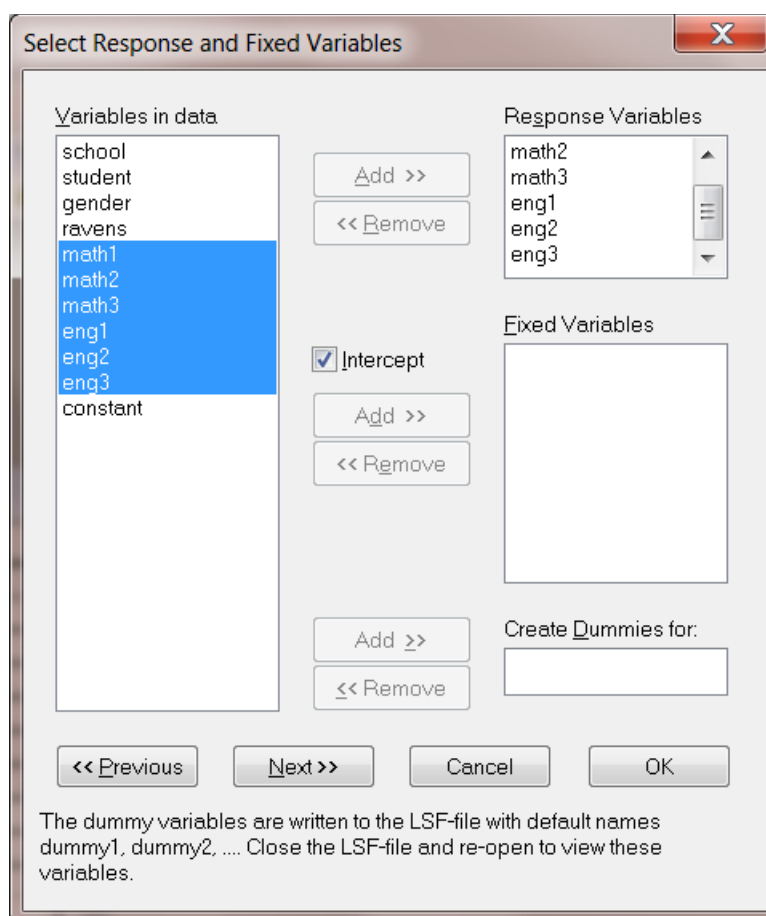 Select Response and Fixed Variables
X
Variables in data
school
student
gender
ravens
math1
math2
math3
eng1
eng2
eng3
constant
Add >>
<< Remove
Response Variables
math2
math3
eng1
eng2
eng3
Intercept
Add >>
<< Remove
Fixed Variables
Add >>
<< Remove
Create Dummies for:
<< Previous
Next >>
Cancel
OK
The dummy variables are written to the LSF-file with default names
dummy1, dummy2, .... Close the LSF-file and re-open to view these
variables.